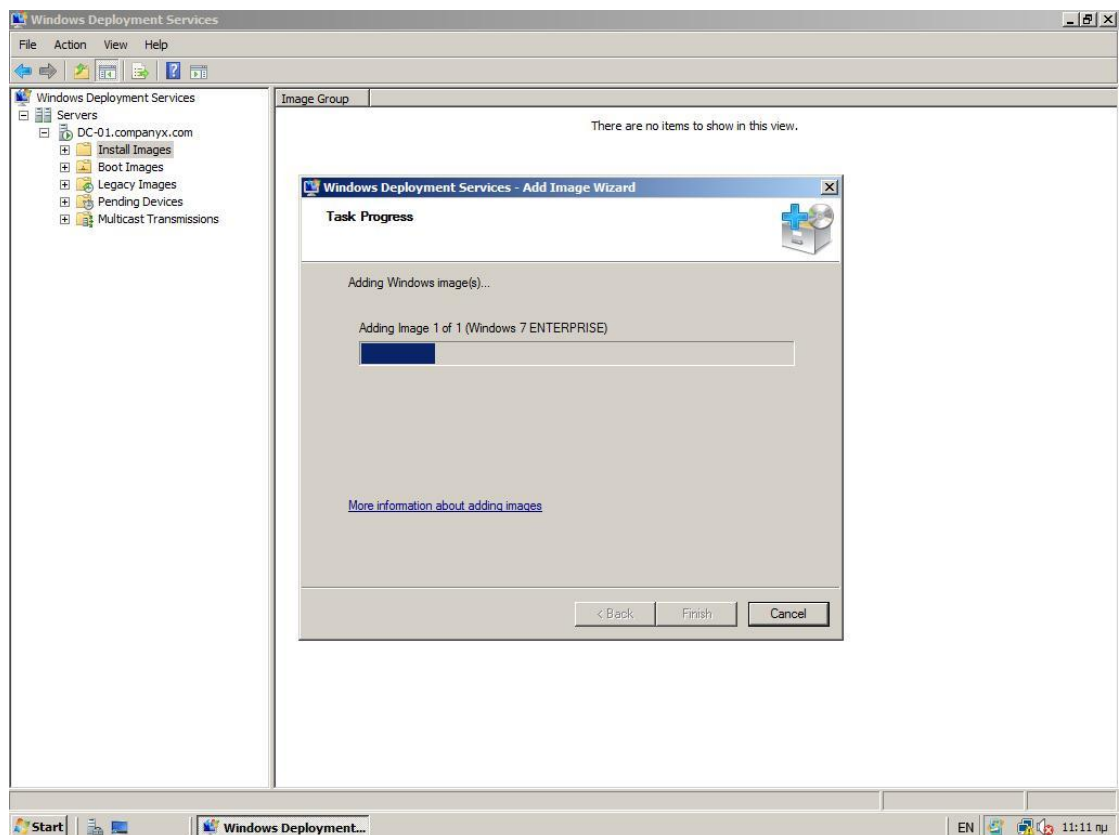 Windows Deployment Services
File Action View Help
Windows Deployment Services
Servers
DC-01.companyx.com
Install Images
Boot Images
Legacy Images
Pending Devices
Multicast Transmissions
Image Group
There are no items to show in this view.
Windows Deployment Services - Add Image Wizard
Task Progress
Adding Windows image(s)...
Adding Image 1 of 1 (Windows 7 ENTERPRISE)
More information about adding images
< Back Finish Cancel
Start Windows Deployment... EN 11:11 πμ